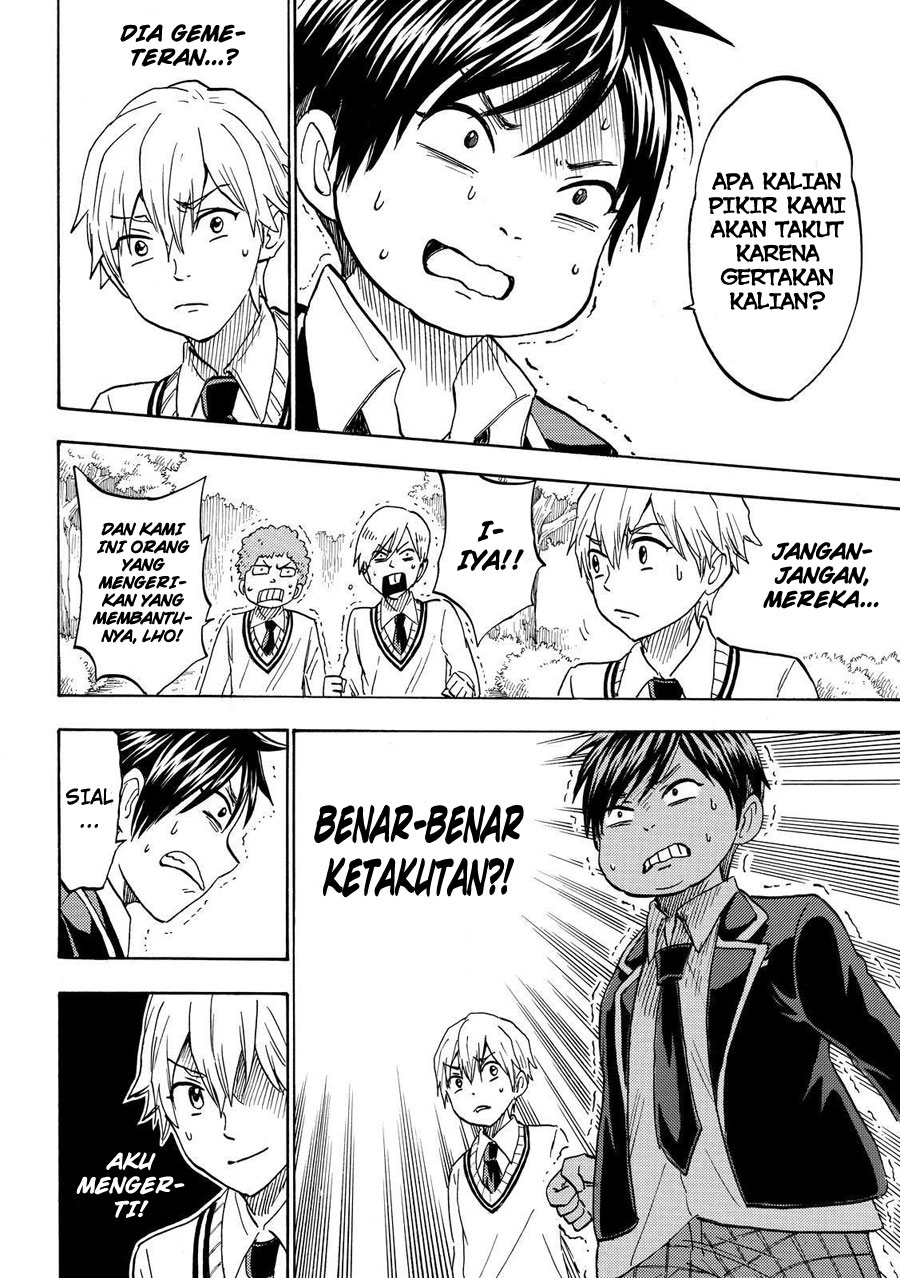 APA KALIAN
PIKIR KAMI
AKAN TAKUT
KARENA
GERTAKAN
KALIAN?
DIA GEME-
TERAN...?
JANGAN-
JANGAN,
MEREKA...
I-
IYA!!
DAN KAMI
INI ORANG
YANG
MENGERI-
KAN YANG
MEMBANTU-
NYA, LHO!
BENAR-BENAR
KETAKUTAN?!
SIAL
...
AKU
MENGER-
TI!